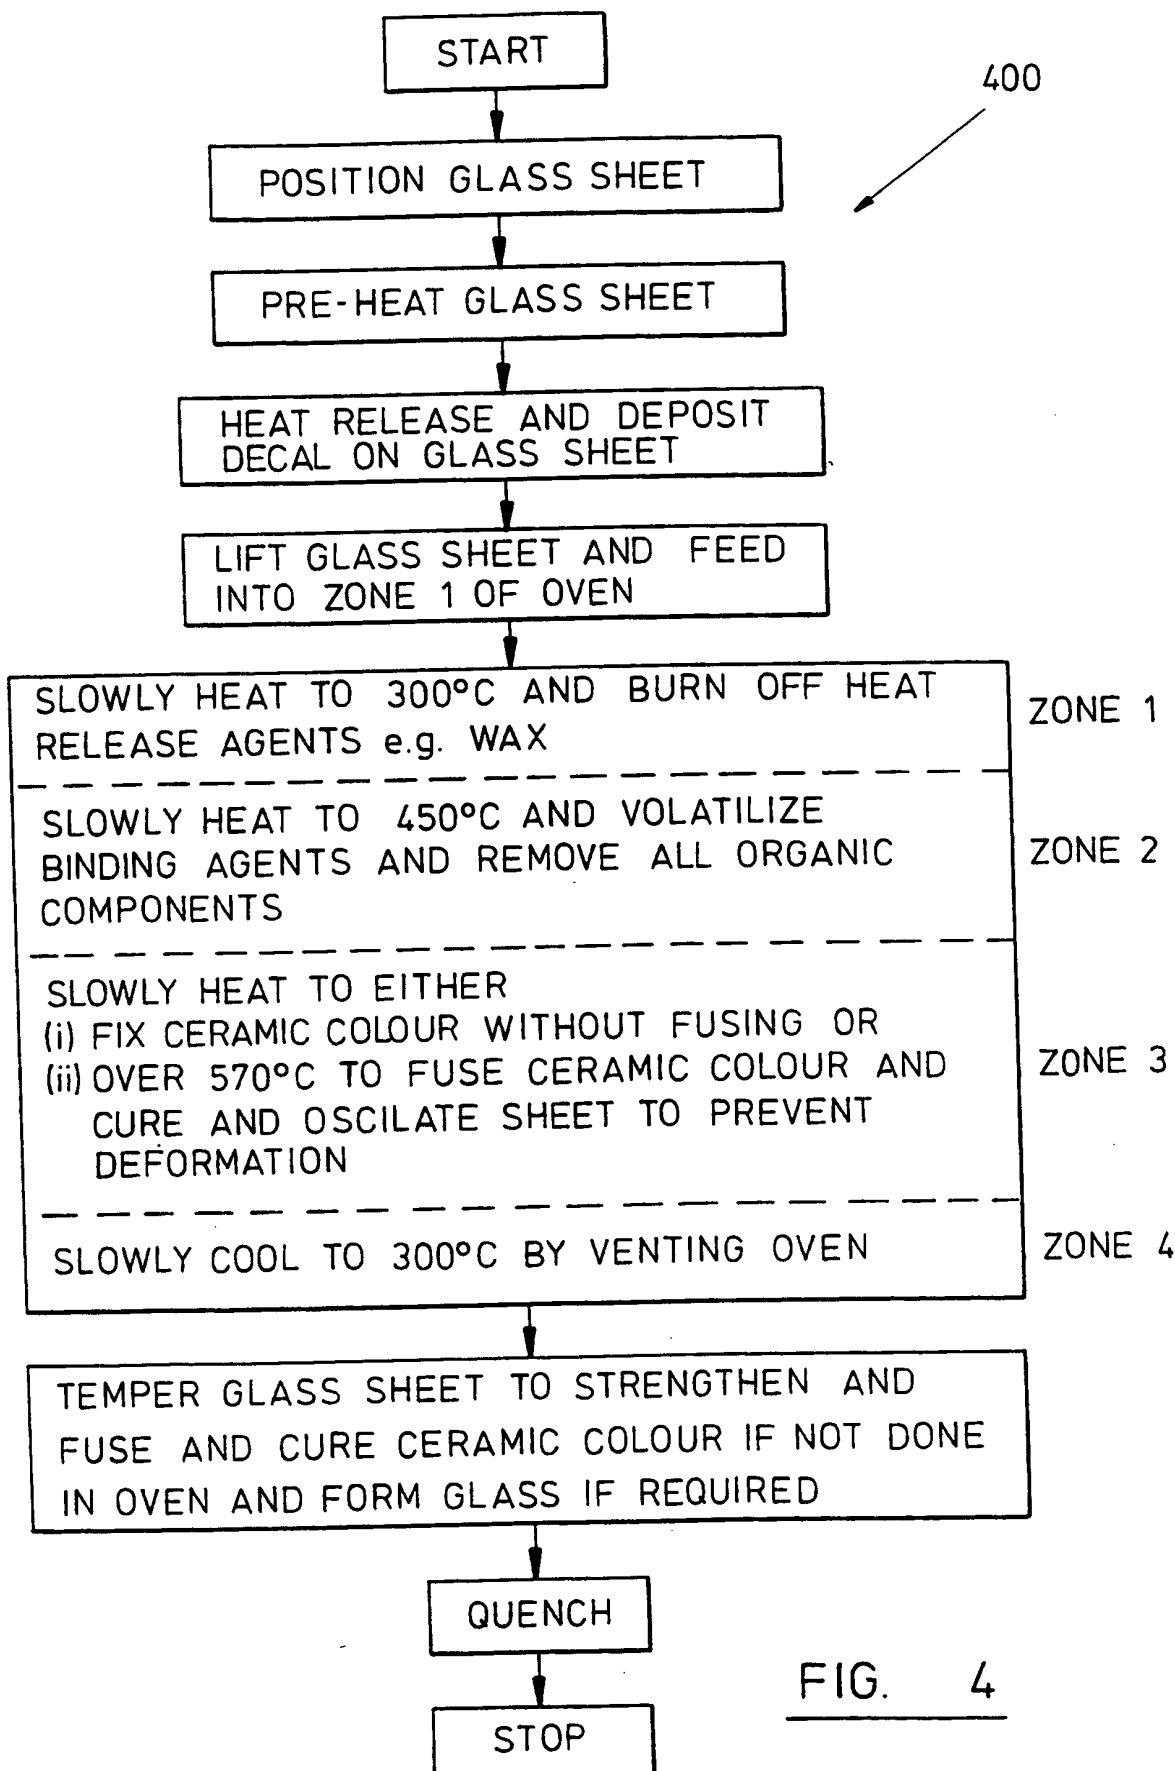 START
400
POSITION GLASS SHEET
PRE-HEAT GLASS SHEET
HEAT RELEASE AND DEPOSIT
DECAL ON GLASS SHEET
LIFT GLASS SHEET AND FEED
INTO ZONE 1 OF OVEN
SLOWLY HEAT TO 300°C AND BURN OFF HEAT
RELEASE AGENTS e.g. WAX
ZONE 1
SLOWLY HEAT TO 450°C AND VOLATILIZE
BINDING AGENTS AND REMOVE ALL ORGANIC
COMPONENTS
ZONE 2
SLOWLY HEAT TO EITHER
(i) FIX CERAMIC COLOUR WITHOUT FUSING OR
(ii) OVER 570°C TO FUSE CERAMIC COLOUR AND
CURE AND OSCILATE SHEET TO PREVENT
DEFORMATION
ZONE 3
SLOWLY COOL TO 300°C BY VENTING OVEN
ZONE 4
TEMPER GLASS SHEET TO STRENGTHEN AND
FUSE AND CURE CERAMIC COLOUR IF NOT DONE
IN OVEN AND FORM GLASS IF REQUIRED
QUENCH
STOP
FIG. 4